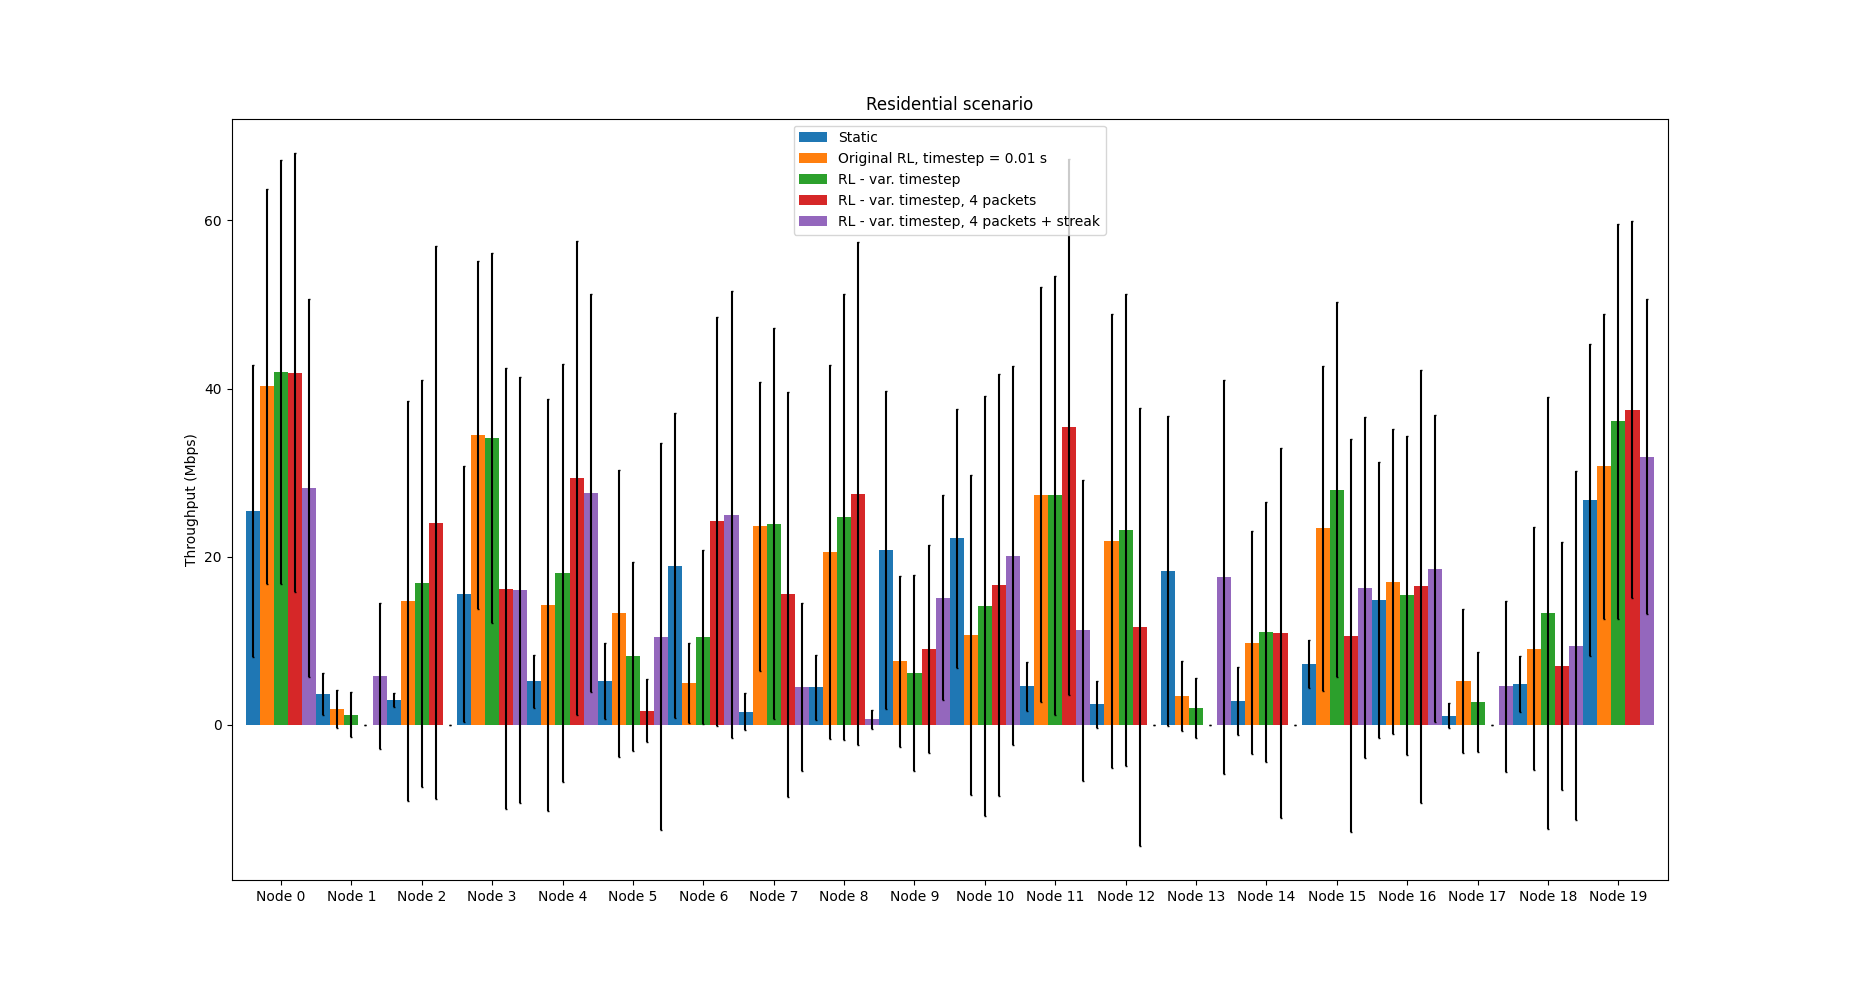 Residential scenario
Static
Original RL, timestep = 0.01 s
RL - var. timestep
RL - var. timestep, 4 packets
RL - var. timestep, 4 packets + streak
Throughput (Mbps)
60
40
20
0
Node 0 Node 1 Node 2 Node 3 Node 4 Node 5 Node 6 Node 7 Node 8 Node 9 Node 10 Node 11 Node 12 Node 13 Node 14 Node 15 Node 16 Node 17 Node 18 Node 19